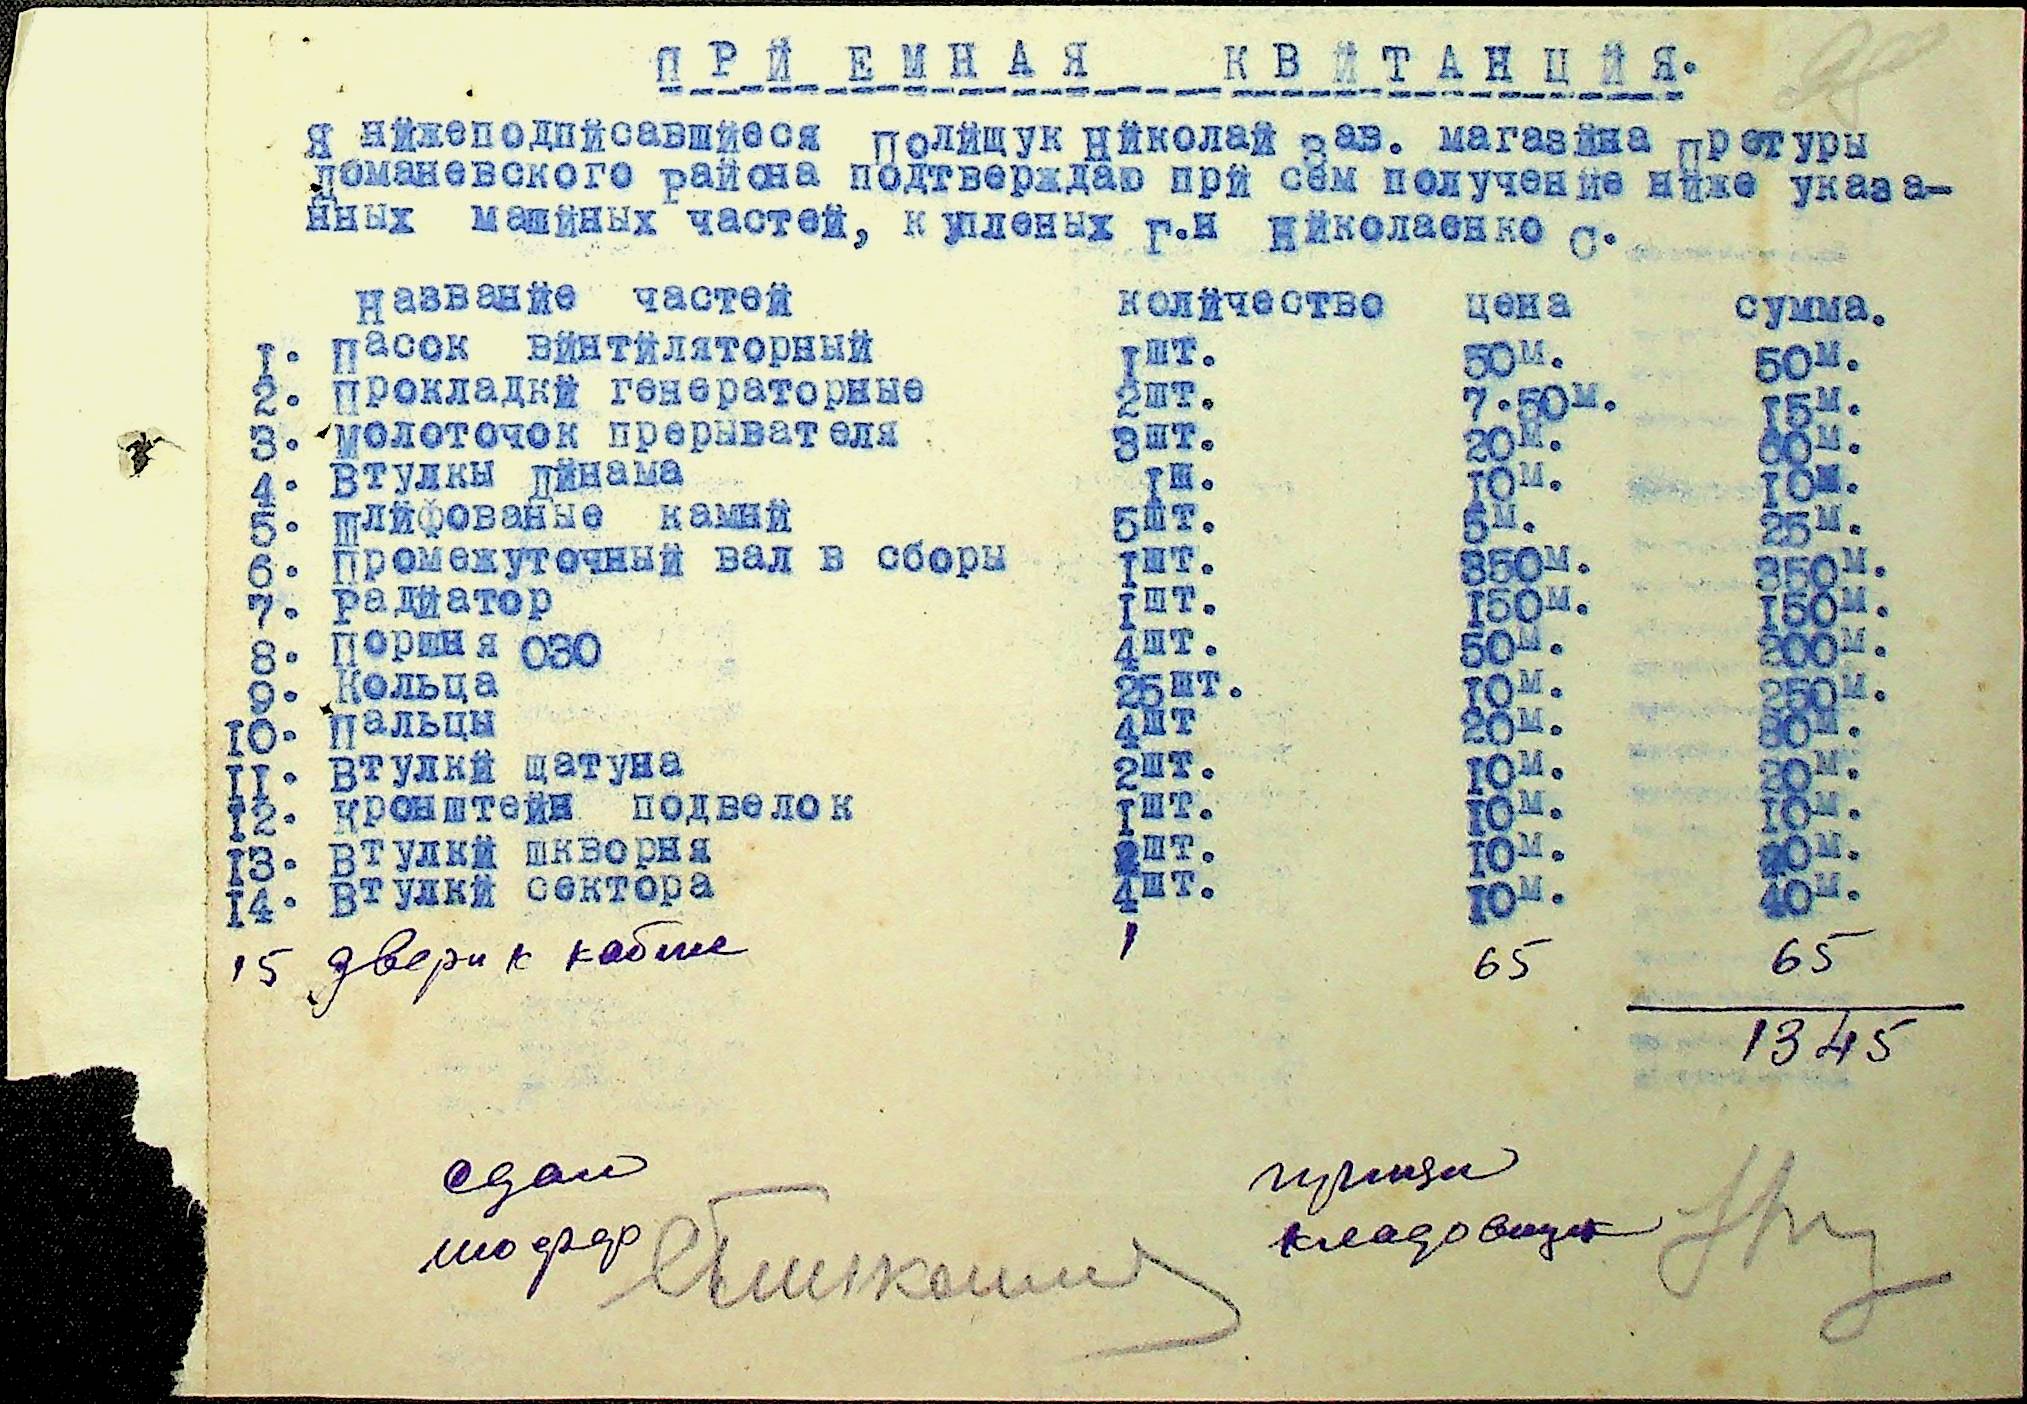 ПРИЕМНАЯ КВИТАНЦИЯ.
Я нижеподписавшиеся Полищук Николай Зав. магазина Претуры
Доманевского района подтверждаю при сем получение ниже указа-
нных машиных частей, купленых Г.н Николаенко С.
Название частей количество цена сумма.
1. Пасок винтиляторный 1шт. 50м. 50м.
2. Прокладки генераторные 2шт. 7.50м. 15м.
3. Молоточок прерывателя 3шт. 20м. 60м.
4. Втулкы Динама 1ш. 10м. 10м.
5. Шлифованые камни 5шт. 5м. 25м.
6. Промежуточный вал в сборы 1шт. 350м. 350м.
7. Радиатор 1шт. 150м. 150м.
8. Поршня 030 4шт. 50м. 200м.
9. Кольца 25шт. 10м. 250м.
10. Пальцы 4шт 20м. 80м.
11. Втулки щатуна 2шт. 10м. 20м.
12. Кронштейн подвелок 1шт. 10м. 10м.
13. Втулки шкворня 2шт. 10м. 20м.
14. Втулки сектора 4шт. 10м. 40м.
15 двери к кабине 1 65 65
1345
сдал принял
шофер кладовщик